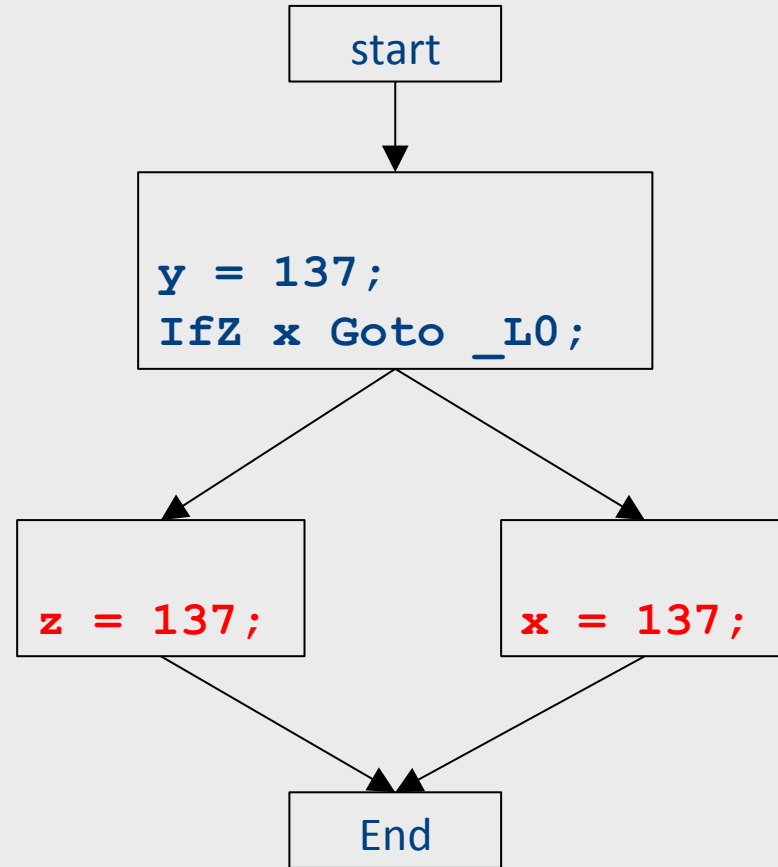 start
y = 137;
IfZ x Goto _L0;
z = 137;
x = 137;
End